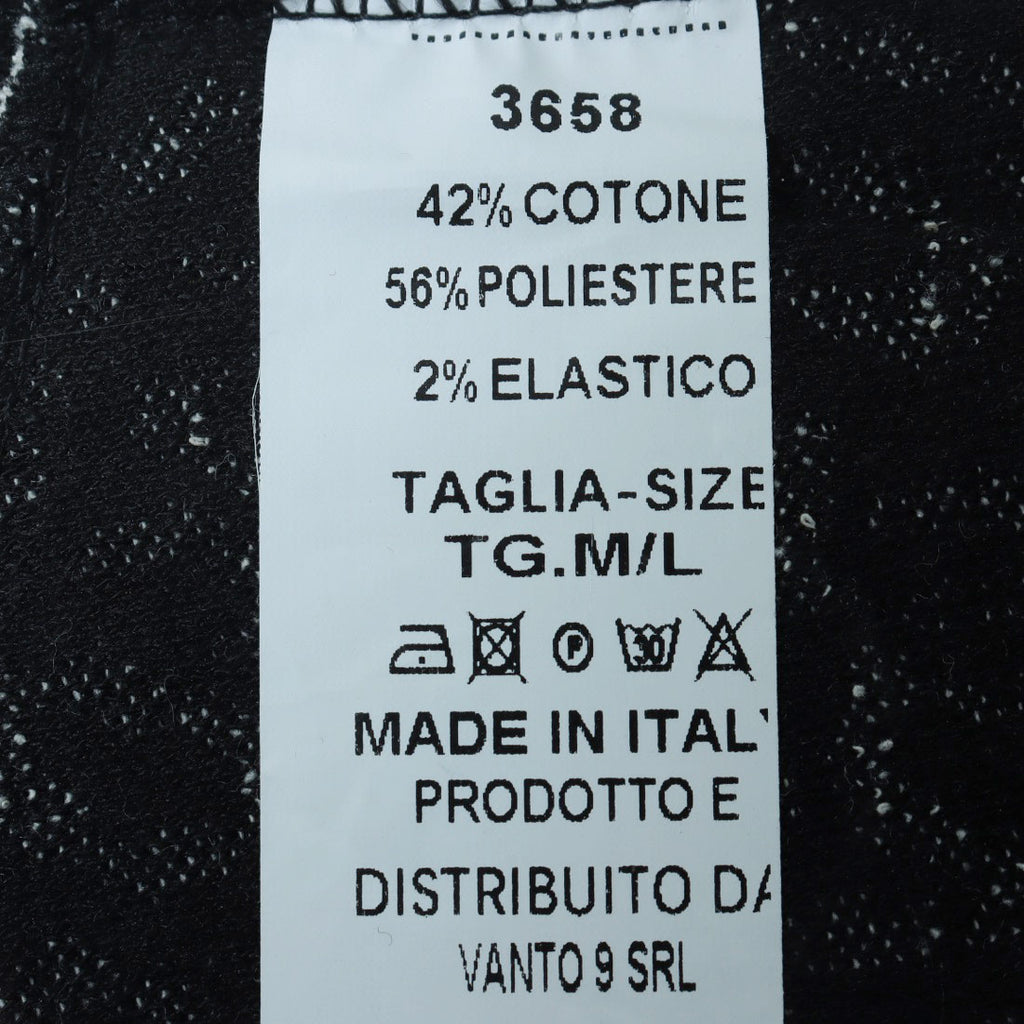 3658
42% COTONE
56% POLIESTERE
2% ELASTICO
TAGLIA-SIZE
TG.M/L
P 30
MADE IN ITALY
PRODOTTO E
DISTRIBUITO DA
VANTO 9 SRL